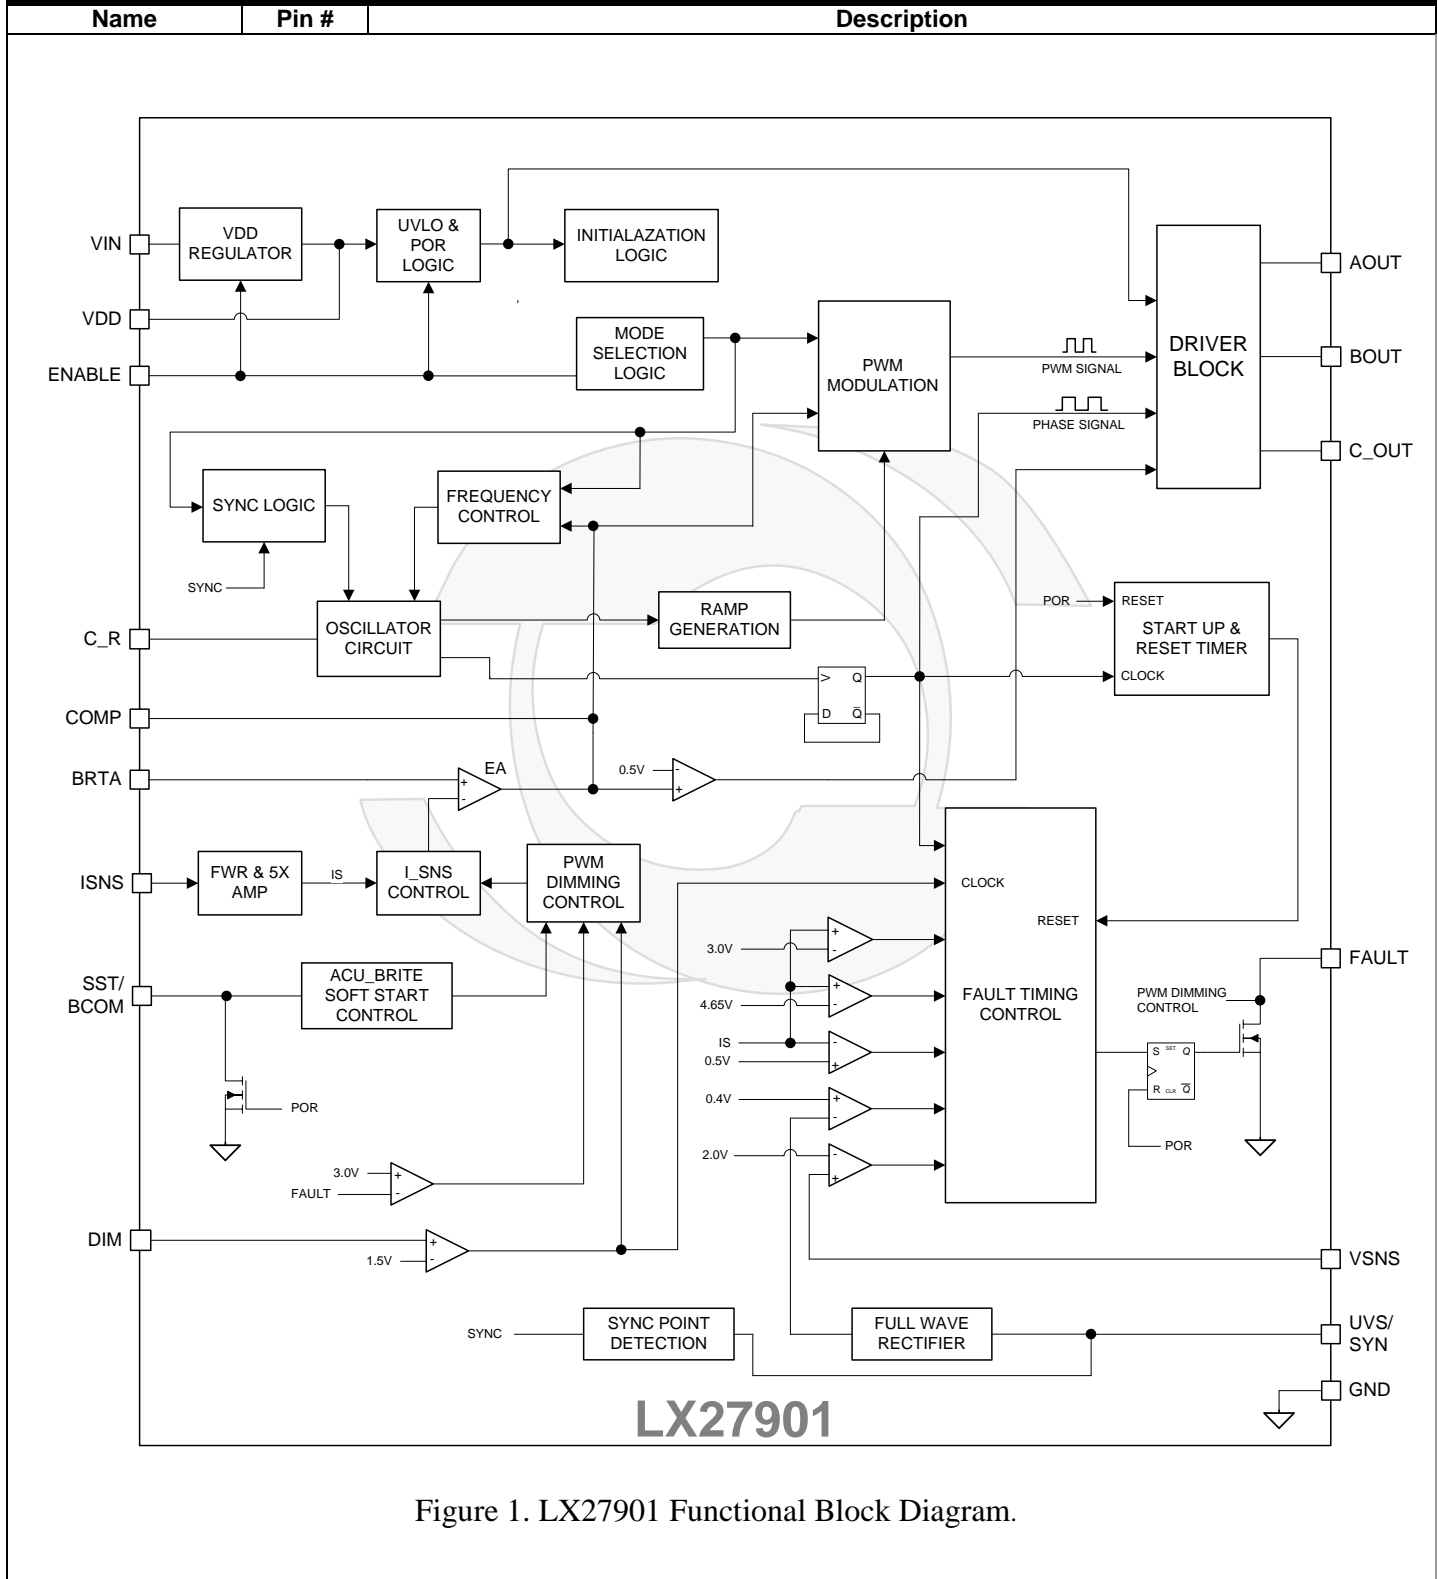 Name Pin # Description
VIN
VDD
REGULATOR
UVLO &
POR
LOGIC
INITIALAZATION
LOGIC
VDD
ENABLE
MODE
SELECTION
LOGIC
PWM
MODULATION
PWM SIGNAL
PHASE SIGNAL
DRIVER
BLOCK
AOUT
BOUT
C_OUT
SYNC LOGIC
FREQUENCY
CONTROL
SYNC
C_R
OSCILLATOR
CIRCUIT
RAMP
GENERATION
POR
RESET
START UP &
RESET TIMER
CLOCK
> Q
D Q
COMP
BRTA
+
-
EA
0.5V
-
+
ISNS
FWR & 5X
AMP
IS
I_SNS
CONTROL
PWM
DIMMING
CONTROL
CLOCK
RESET
FAULT TIMING
CONTROL
3.0V
+
-
4.65V
+
-
IS
0.5V
-
+
0.4V
+
-
2.0V
-
+
SST/
BCOM
ACU_BRITE
SOFT START
CONTROL
POR
3.0V
FAULT
+
-
DIM
1.5V
+
-
FAULT
PWM DIMMING
CONTROL
S SET Q
R CLR Q
POR
VSNS
SYNC
SYNC POINT
DETECTION
FULL WAVE
RECTIFIER
UVS/
SYN
GND
LX27901
Figure 1. LX27901 Functional Block Diagram.